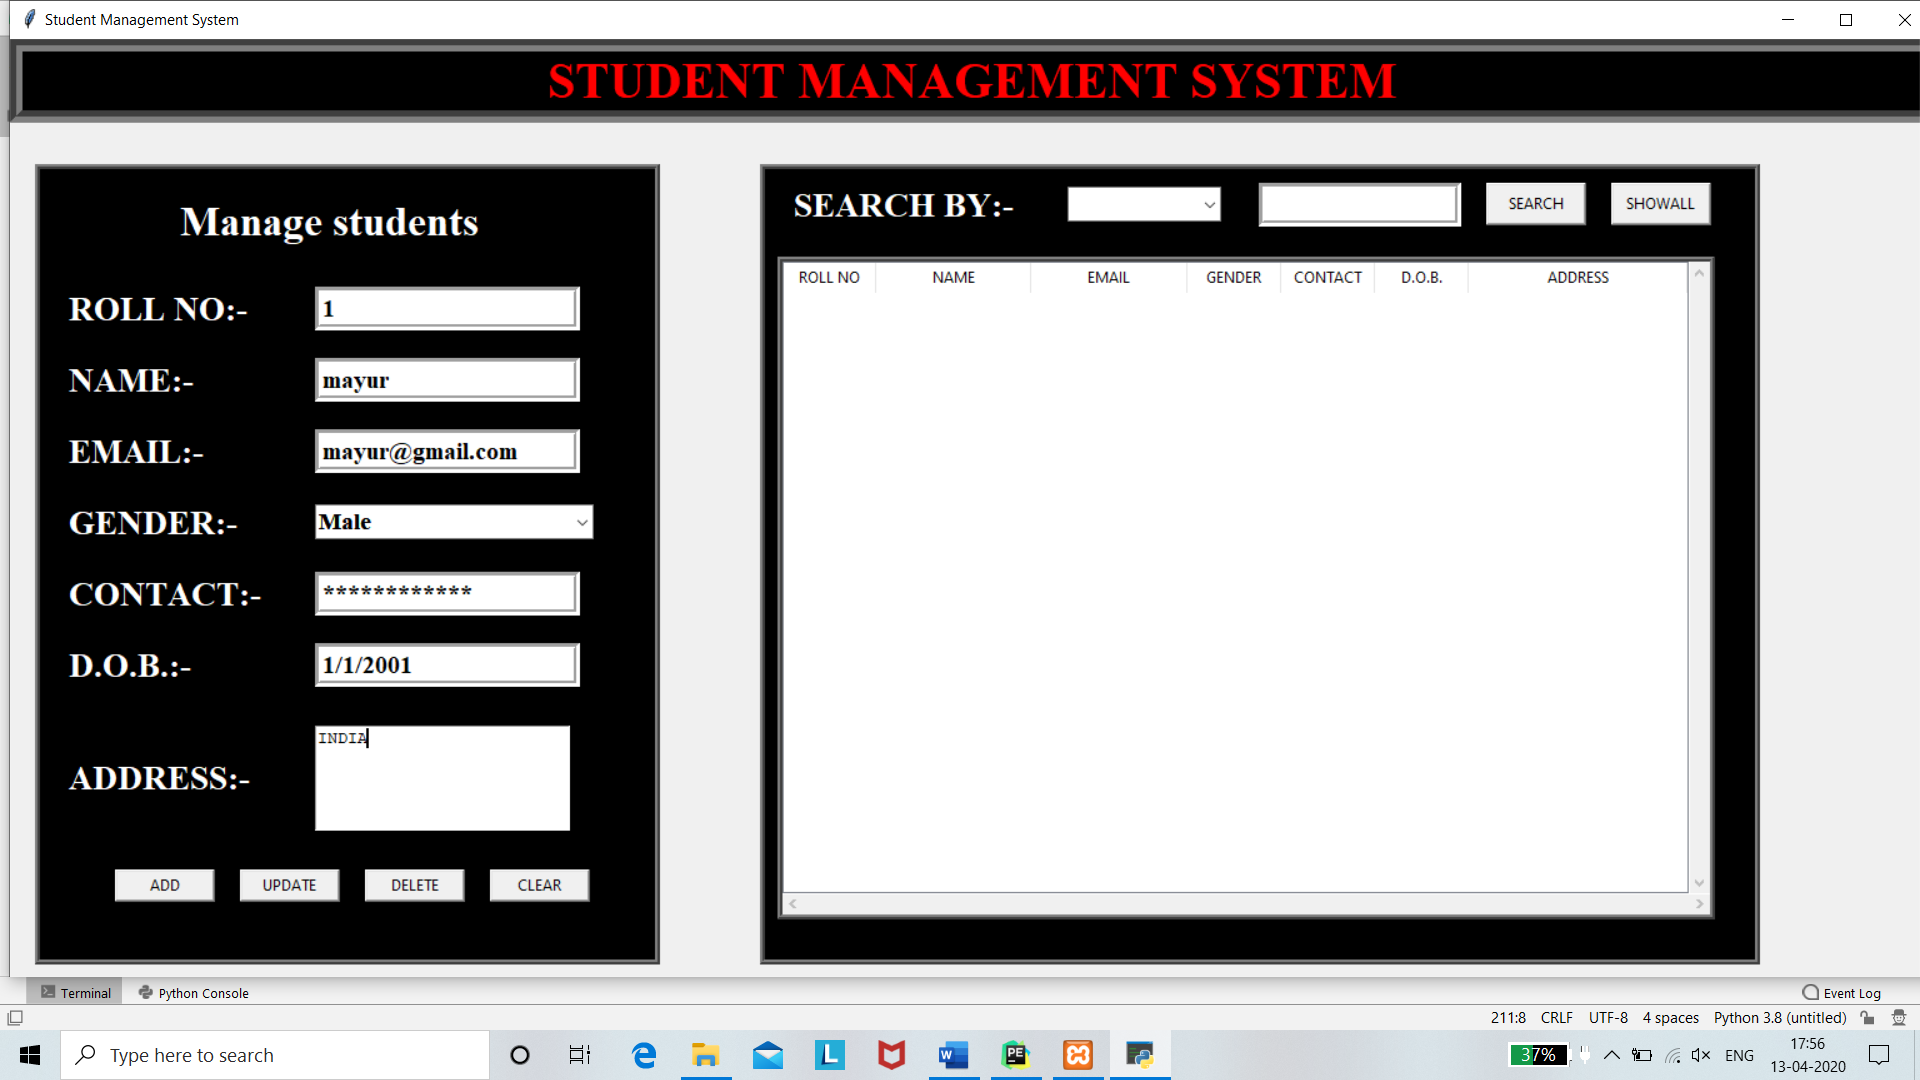 Student Management System
STUDENT MANAGEMENT SYSTEM
Manage students
ROLL NO:- 1
NAME:- mayur
EMAIL:- mayur@gmail.com
GENDER:- Male
CONTACT:- ************
D.O.B.:- 1/1/2001
ADDRESS:- INDIA
ADD UPDATE DELETE CLEAR
SEARCH BY:- SEARCH SHOWALL
ROLL NO NAME EMAIL GENDER CONTACT D.O.B. ADDRESS
Terminal Python Console Event Log
211:8 CRLF UTF-8 4 spaces Python 3.8 (untitled)
Type here to search L W PE 37% ENG 17:56
13-04-2020